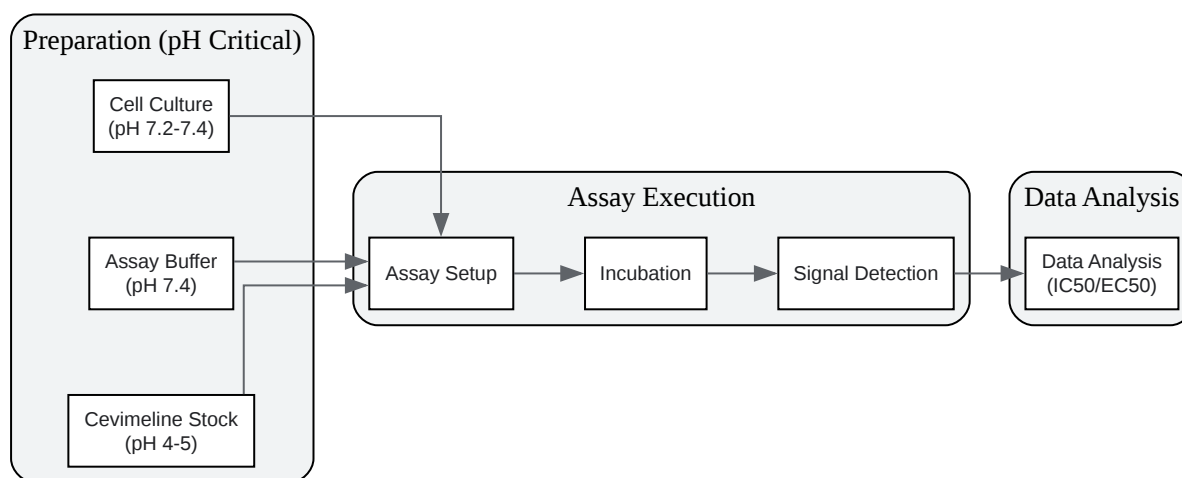 Preparation (pH Critical)
Cell Culture
(pH 7.2-7.4)
Assay Buffer
(pH 7.4)
Cevimeline Stock
(pH 4-5)
Assay Execution
Assay Setup
Incubation
Signal Detection
Data Analysis
Data Analysis
(IC50/EC50)